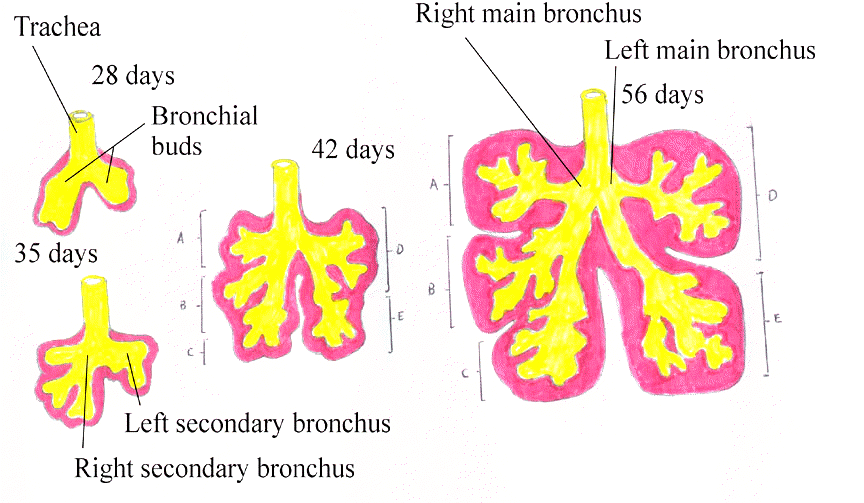 Trachea
28 days
Bronchial
buds
35 days
42 days
A
B
C
D
E
Left secondary bronchus
Right secondary bronchus
Right main bronchus
Left main bronchus
56 days
A
B
C
D
E